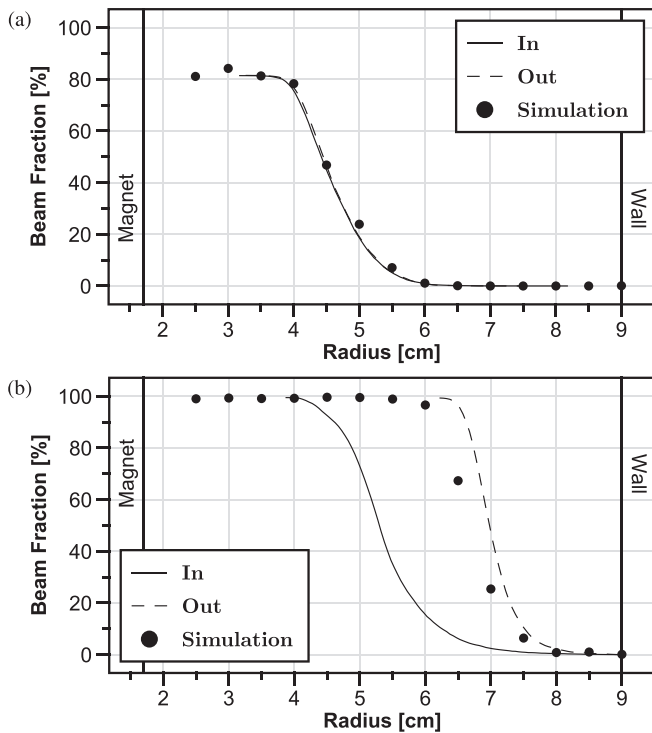 (a)
100
80
60
40
20
0
Beam Fraction [%]
Magnet
In
Out
Simulation
Wall
2 3 4 5 6 7 8 9
Radius [cm]
(b)
100
80
60
40
20
0
Beam Fraction [%]
Magnet
In
Out
Simulation
Wall
2 3 4 5 6 7 8 9
Radius [cm]